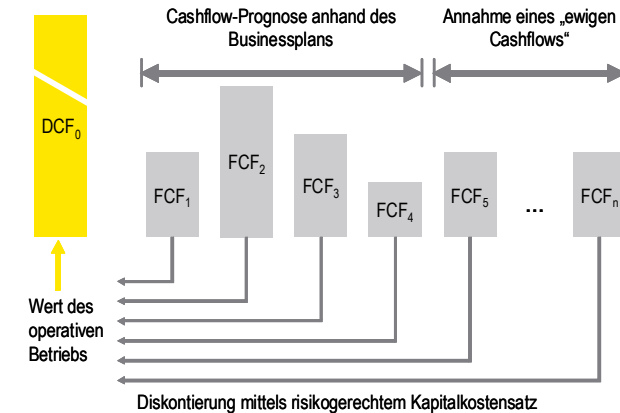 Cashflow-Prognose anhand des
Businessplans
Annahme eines „ewigen
Cashflows“
DCF0
FCF1
FCF2
FCF3
FCF4
FCF5
...
FCFn
Wert des
operativen
Betriebs
Diskontierung mittels risikogerechtem Kapitalkostensatz